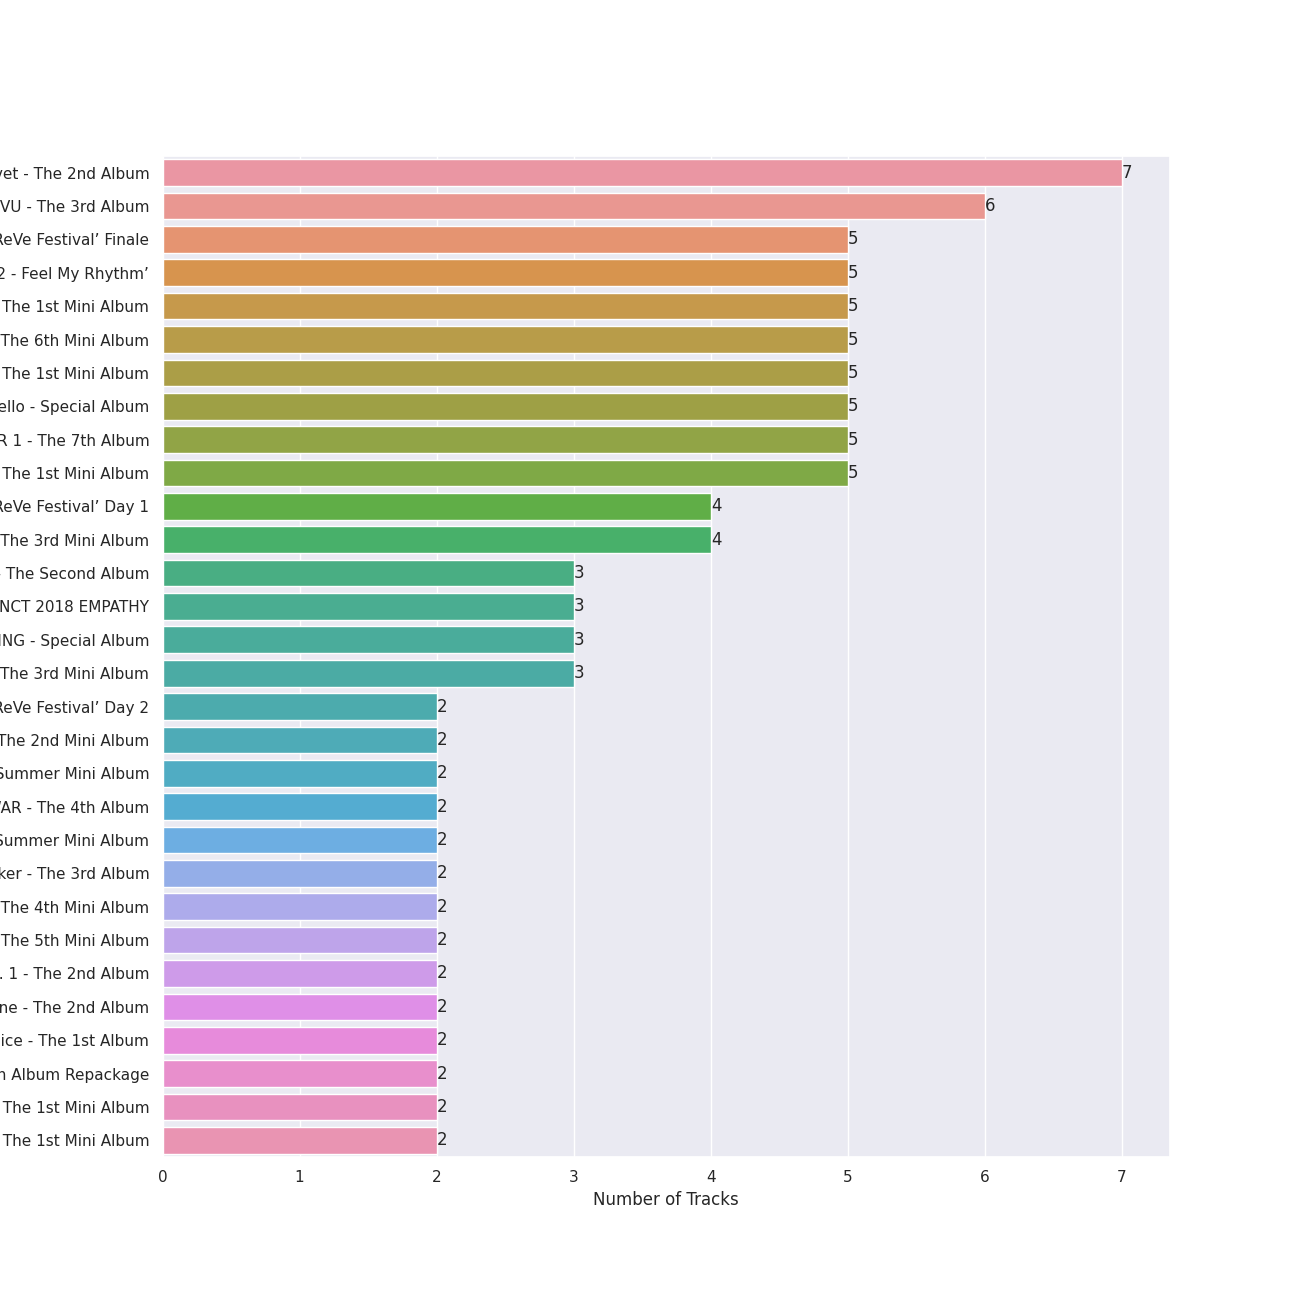 vet - The 2nd Album 7
VU - The 3rd Album 6
ReVe Festival’ Finale 5
2 - Feel My Rhythm’ 5
The 1st Mini Album 5
The 6th Mini Album 5
The 1st Mini Album 5
ello - Special Album 5
R 1 - The 7th Album 5
The 1st Mini Album 5
ReVe Festival’ Day 1 4
The 3rd Mini Album 4
- The Second Album 3
NCT 2018 EMPATHY 3
ING - Special Album 3
The 3rd Mini Album 3
ReVe Festival’ Day 2 2
The 2nd Mini Album 2
Summer Mini Album 2
AR - The 4th Album 2
Summer Mini Album 2
ker - The 3rd Album 2
The 4th Mini Album 2
The 5th Mini Album 2
. 1 - The 2nd Album 2
ne - The 2nd Album 2
ice - The 1st Album 2
h Album Repackage 2
The 1st Mini Album 2
The 1st Mini Album 2
0 1 2 3 4 5 6 7
Number of Tracks